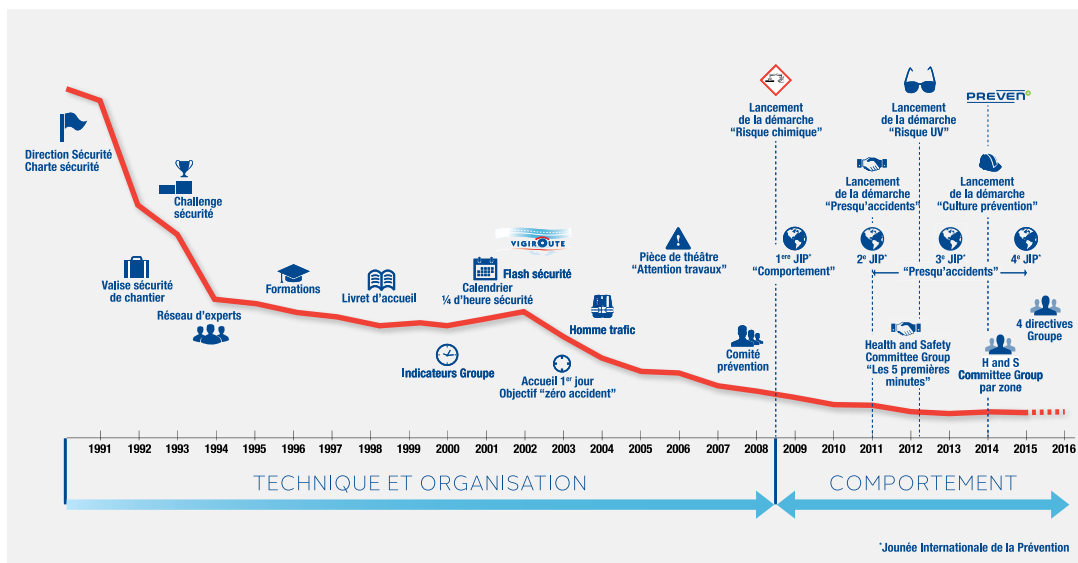 Direction Sécurité
Charte sécurité
Challenge
sécurité
Valise sécurité
de chantier
Réseau d'experts
Formations
Livret d'accueil
VIGIROUTE
Flash sécurité
Calendrier
¼ d'heure sécurité
Indicateurs Groupe
Accueil 1er jour
Objectif "zéro accident"
Homme trafic
Pièce de théâtre
"Attention travaux"
Comité
prévention
Lancement
de la démarche
"Risque chimique"
1ere JIP*
"Comportement"
Lancement
de la démarche
"Presqu'accidents"
2e JIP*
Lancement
de la démarche
"Risque UV"
3e JIP*
"Presqu'accidents"
PREVEN
Lancement
de la démarche
"Culture prévention"
4e JIP*
Health and Safety
Committee Group
"Les 5 premières
minutes"
H and S
Committee Group
par zone
4 directives
Groupe
1991 1992 1993 1994 1995 1996 1997 1998 1999 2000 2001 2002 2003 2004 2005 2006 2007 2008 2009 2010 2011 2012 2013 2014 2015 2016
TECHNIQUE ET ORGANISATION
COMPORTEMENT
*Jounée Internationale de la Prévention